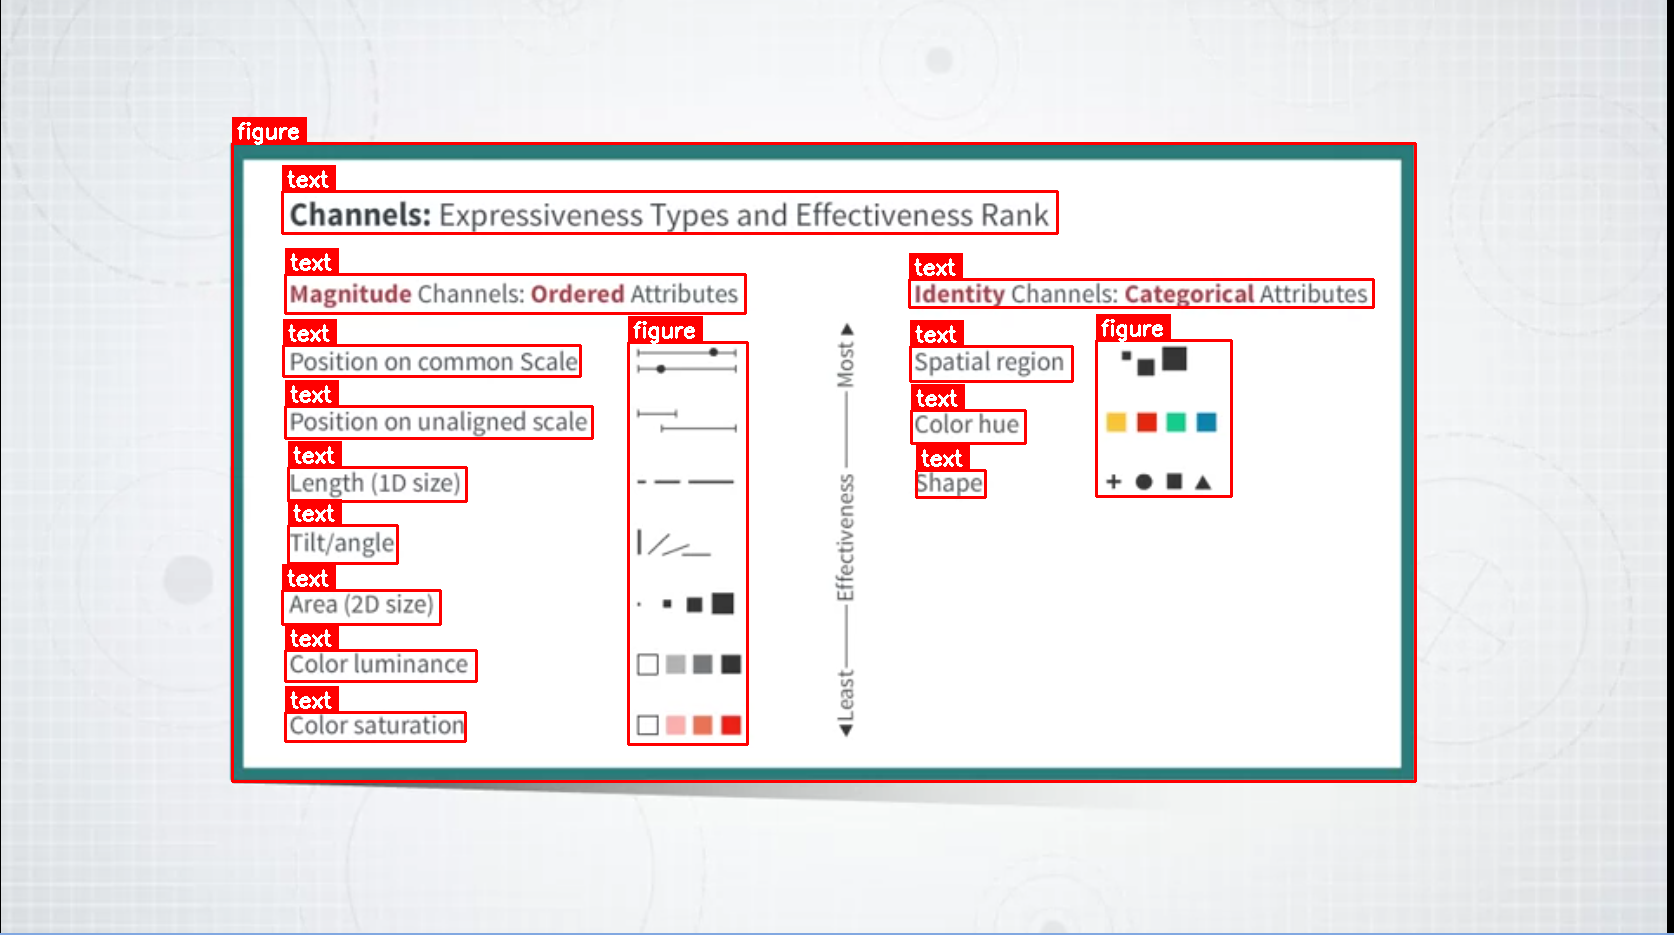 figure
text
Channels: Expressiveness Types and Effectiveness Rank
text
Magnitude Channels: Ordered Attributes
text
Position on common Scale
text
Position on unaligned scale
text
Length (1D size)
text
Tilt/angle
text
Area (2D size)
text
Color luminance
text
Color saturation
figure
Most
Effectiveness
Least
text
Identity Channels: Categorical Attributes
text
Spatial region
text
Color hue
text
Shape
figure